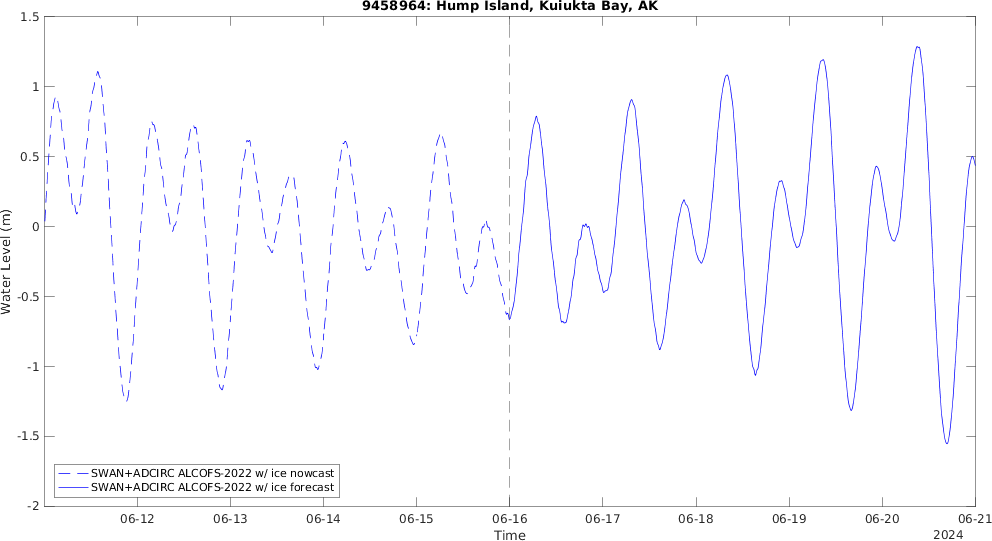 9458964: Hump Island, Kuiukta Bay, AK
1.5
1
0.5
0
-0.5
-1
-1.5
-2
Water Level (m)
SWAN+ADCIRC ALCOFS-2022 w/ ice nowcast
SWAN+ADCIRC ALCOFS-2022 w/ ice forecast
06-12 06-13 06-14 06-15 06-16 06-17 06-18 06-19 06-20 06-21
Time
2024